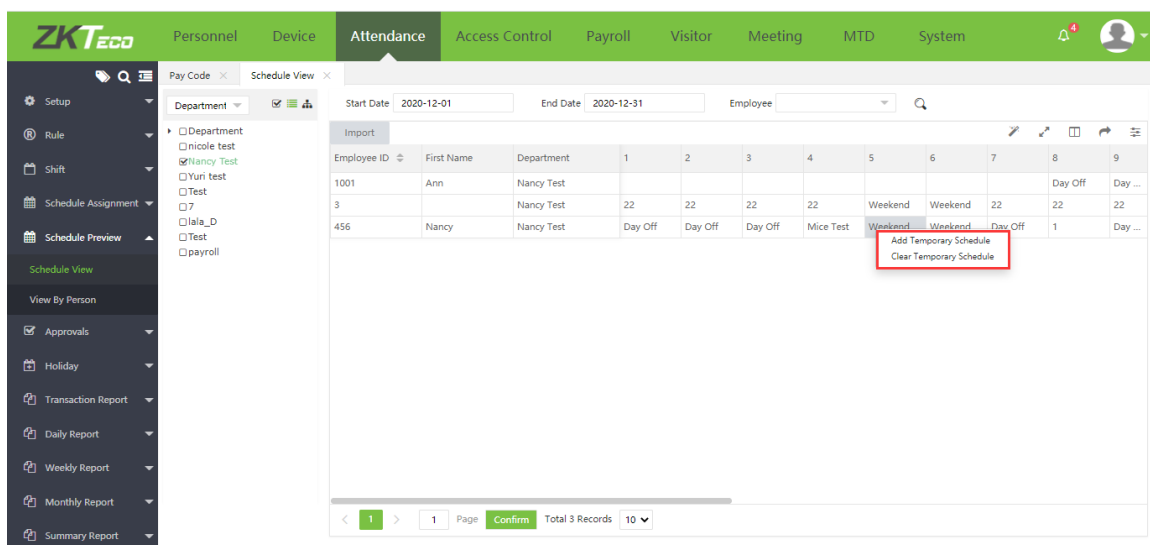 ZKTeco Personnel Device Attendance Access Control Payroll Visitor Meeting MTD System 4
Pay Code Schedule View
Setup
Rule
Shift
Schedule Assignment
Schedule Preview
Schedule View
View By Person
Approvals
Holiday
Transaction Report
Daily Report
Weekly Report
Monthly Report
Summary Report
Department
Department
nicole test
Nancy Test
Yuri test
Test
7
lala_D
Test
payroll
Start Date 2020-12-01 End Date 2020-12-31 Employee
Import
Employee ID First Name Department 1 2 3 4 5 6 7 8 9
1001 Ann Nancy Test Day Off Day ...
3 Nancy Test 22 22 22 22 Weekend Weekend 22 22 22
456 Nancy Nancy Test Day Off Day Off Day Off Mice Test Weekend Weekend Day Off 1 Day ...
Add Temporary Schedule
Clear Temporary Schedule
< 1 > 1 Page Confirm Total 3 Records 10